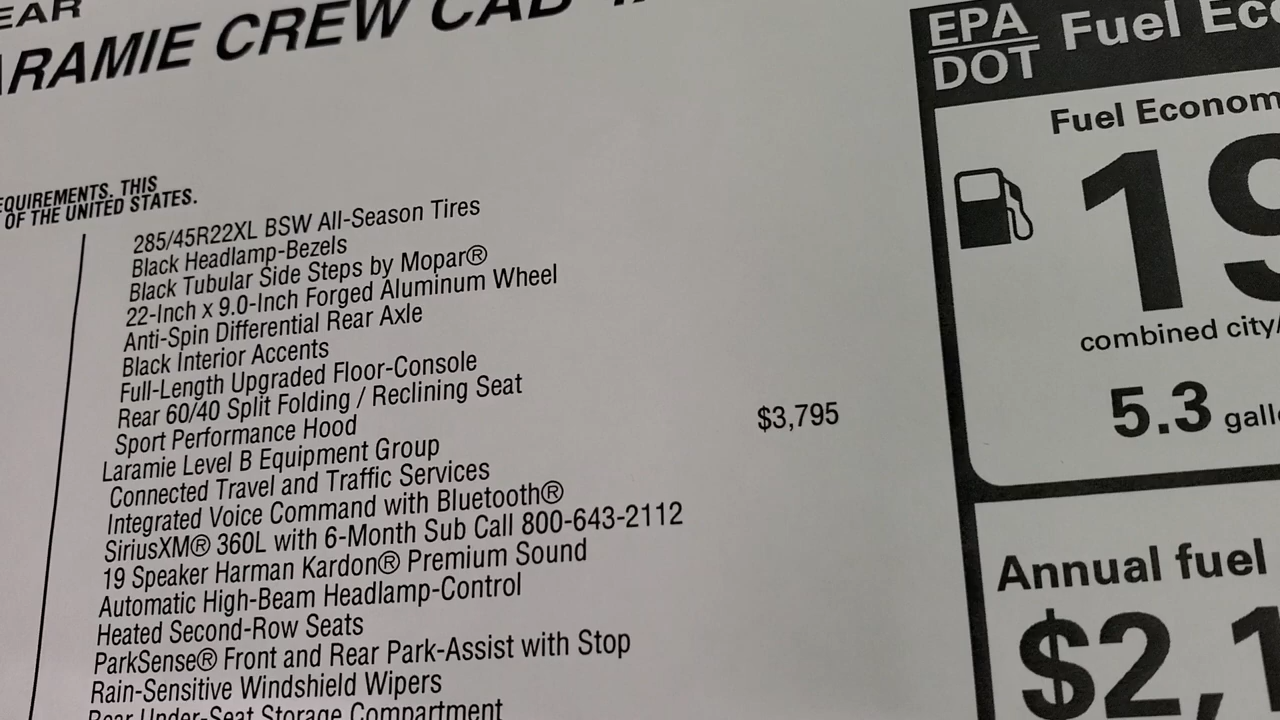 EAR
ARAMIE CREW CAB
EQUIREMENTS. THIS
OF THE UNITED STATES.
285/45R22XL BSW All-Season Tires
Black Headlamp-Bezels
Black Tubular Side Steps by Mopar®
22-Inch x 9.0-Inch Forged Aluminum Wheel
Anti-Spin Differential Rear Axle
Black Interior Accents
Full-Length Upgraded Floor-Console
Rear 60/40 Split Folding / Reclining Seat
Sport Performance Hood
Laramie Level B Equipment Group $3,795
Connected Travel and Traffic Services
Integrated Voice Command with Bluetooth®
SiriusXM® 360L with 6-Month Sub Call 800-643-2112
19 Speaker Harman Kardon® Premium Sound
Automatic High-Beam Headlamp-Control
Heated Second-Row Seats
ParkSense® Front and Rear Park-Assist with Stop
Rain-Sensitive Windshield Wipers
Rear Under-Seat Storage Compartment
EPA
DOT
Fuel Ec
Fuel Econom
19
combined city/
5.3 gall
Annual fuel
$2,1